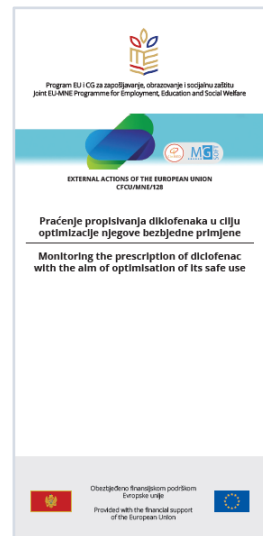 Program EU i CG za zapošljavanje, obrazovanje i socijalnu zaštitu
Joint EU-MNE Programme for Employment, Education and Social Welfare
MG
SOFT
EXTERNAL ACTIONS OF THE EUROPEAN UNION
CFCU/MNE/128
Praćenje propisivanja diklofenaka u cilju
optimizacije njegove bezbjedne primjene
Monitoring the prescription of diclofenac
with the aim of optimisation of its safe use
Obezbjeđeno finansijskom podrškom
Evropske unije
Provided with the financial support
of the European Union